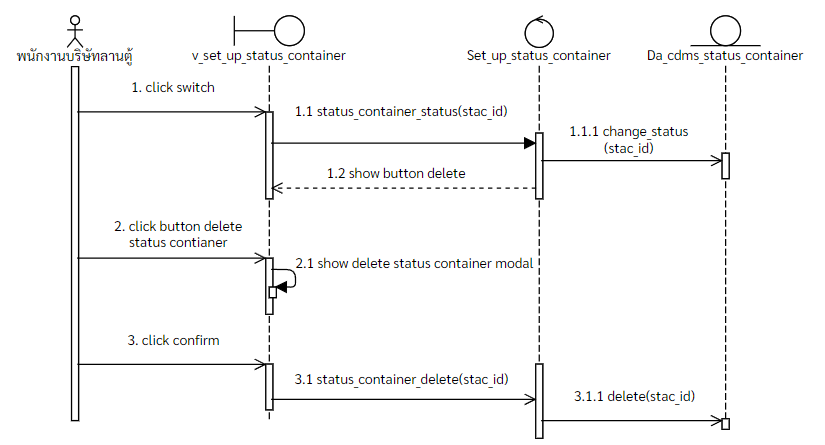 พนักงานบริษัทลานตู้
v_set_up_status_container
Set_up_status_container
Da_cdms_status_container
1. click switch
1.1 status_container_status(stac_id)
1.1.1 change_status
(stac_id)
1.2 show button delete
2. click button delete
status contianer
2.1 show delete status container modal
3. click confirm
3.1 status_container_delete(stac_id)
3.1.1 delete(stac_id)